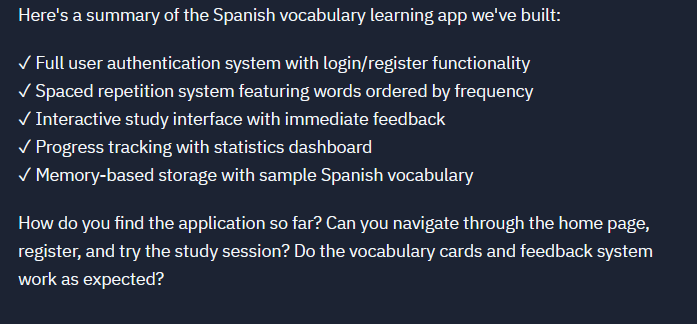 Here's a summary of the Spanish vocabulary learning app we've built:
✓ Full user authentication system with login/register functionality
✓ Spaced repetition system featuring words ordered by frequency
✓ Interactive study interface with immediate feedback
✓ Progress tracking with statistics dashboard
✓ Memory-based storage with sample Spanish vocabulary
How do you find the application so far? Can you navigate through the home page,
register, and try the study session? Do the vocabulary cards and feedback system
work as expected?